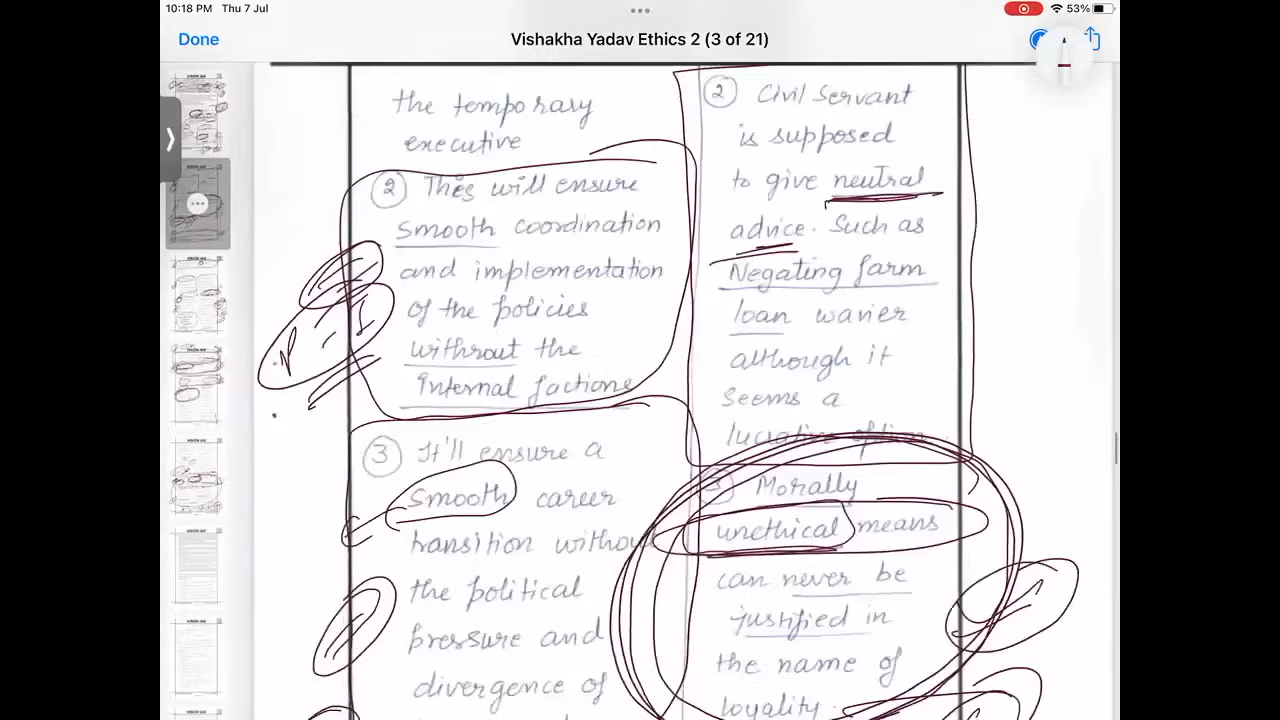 10:18 PM Thu 7 Jul
53%
Done
Vishakha Yadav Ethics 2 (3 of 21)
the temporary
executive
② This will ensure
smooth coordination
and implementation
of the policies
without the
internal factions
③ It'll ensure a
smooth career
transition without
the political
pressure and
divergence of
② Civil Servant
is supposed
to give neutral
advice. Such as
Negating farm
loan wavier
although it
seems a
lucrative option
③ Morally
unethical means
can never be
justified in
the name of
loyality.